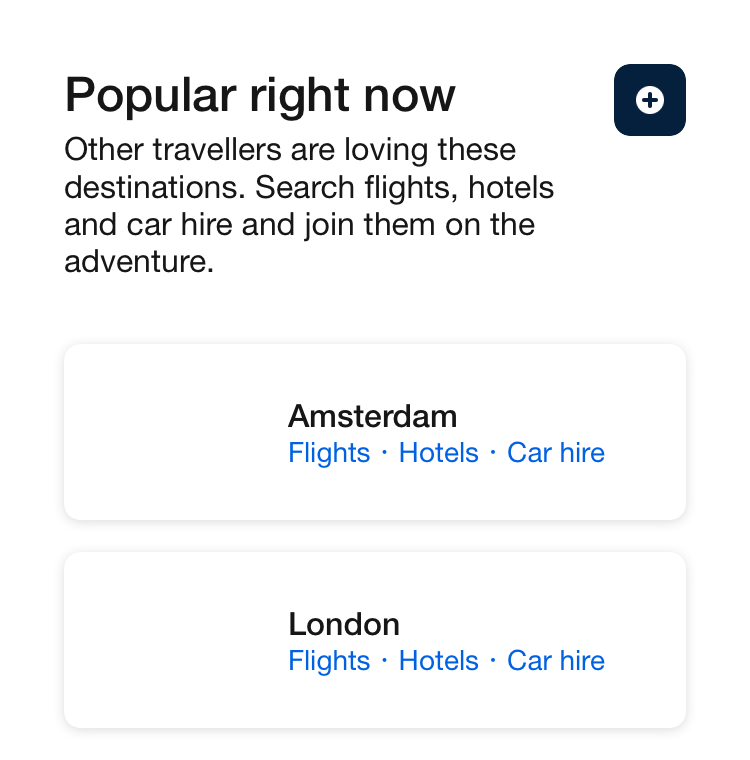 Popular right now
Other travellers are loving these
destinations. Search flights, hotels
and car hire and join them on the
adventure.
Amsterdam
Flights · Hotels · Car hire
London
Flights · Hotels · Car hire